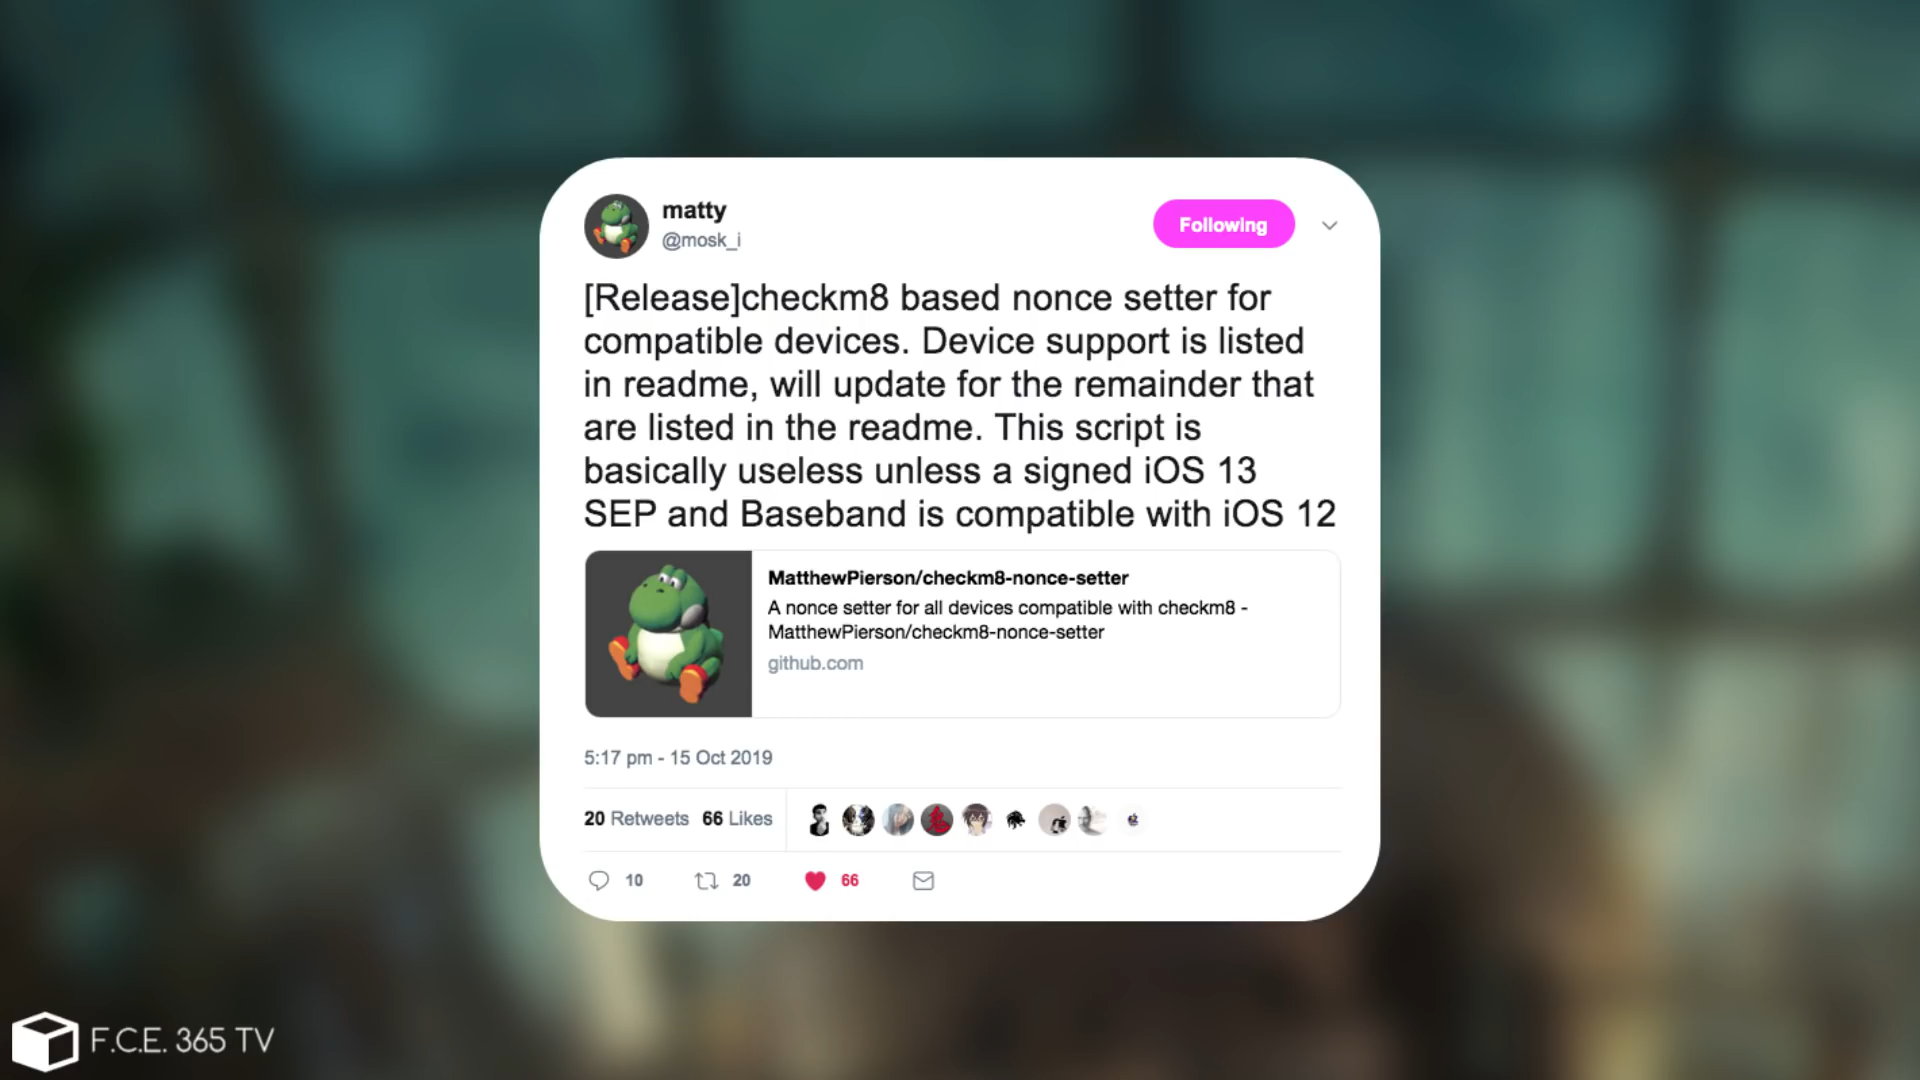 matty
@mosk_i
Following
[Release]checkm8 based nonce setter for
compatible devices. Device support is listed
in readme, will update for the remainder that
are listed in the readme. This script is
basically useless unless a signed iOS 13
SEP and Baseband is compatible with iOS 12
MatthewPierson/checkm8-nonce-setter
A nonce setter for all devices compatible with checkm8 -
MatthewPierson/checkm8-nonce-setter
github.com
5:17 pm - 15 Oct 2019
20 Retweets 66 Likes
10 20 66
F.C.E. 365 TV